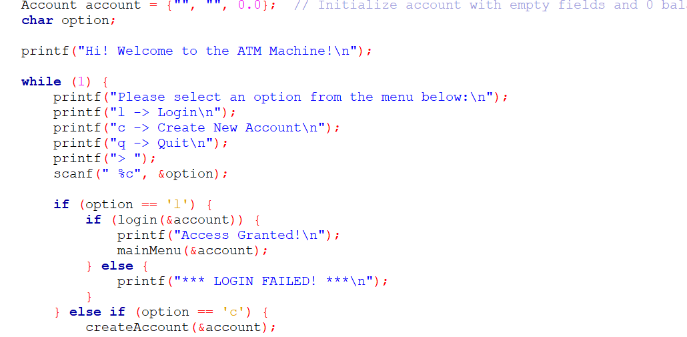 Account account = {"", "", 0.0};  // Initialize account with empty fields and 0 bal
char option;

printf("Hi! Welcome to the ATM Machine!\n");

while (1) {
    printf("Please select an option from the menu below:\n");
    printf("l -> Login\n");
    printf("c -> Create New Account\n");
    printf("q -> Quit\n");
    printf("> ");
    scanf(" %c", &option);

    if (option == 'l') {
        if (login(&account)) {
            printf("Access Granted!\n");
            mainMenu(&account);
        } else {
            printf("*** LOGIN FAILED! ***\n");
        }
    } else if (option == 'c') {
        createAccount(&account);